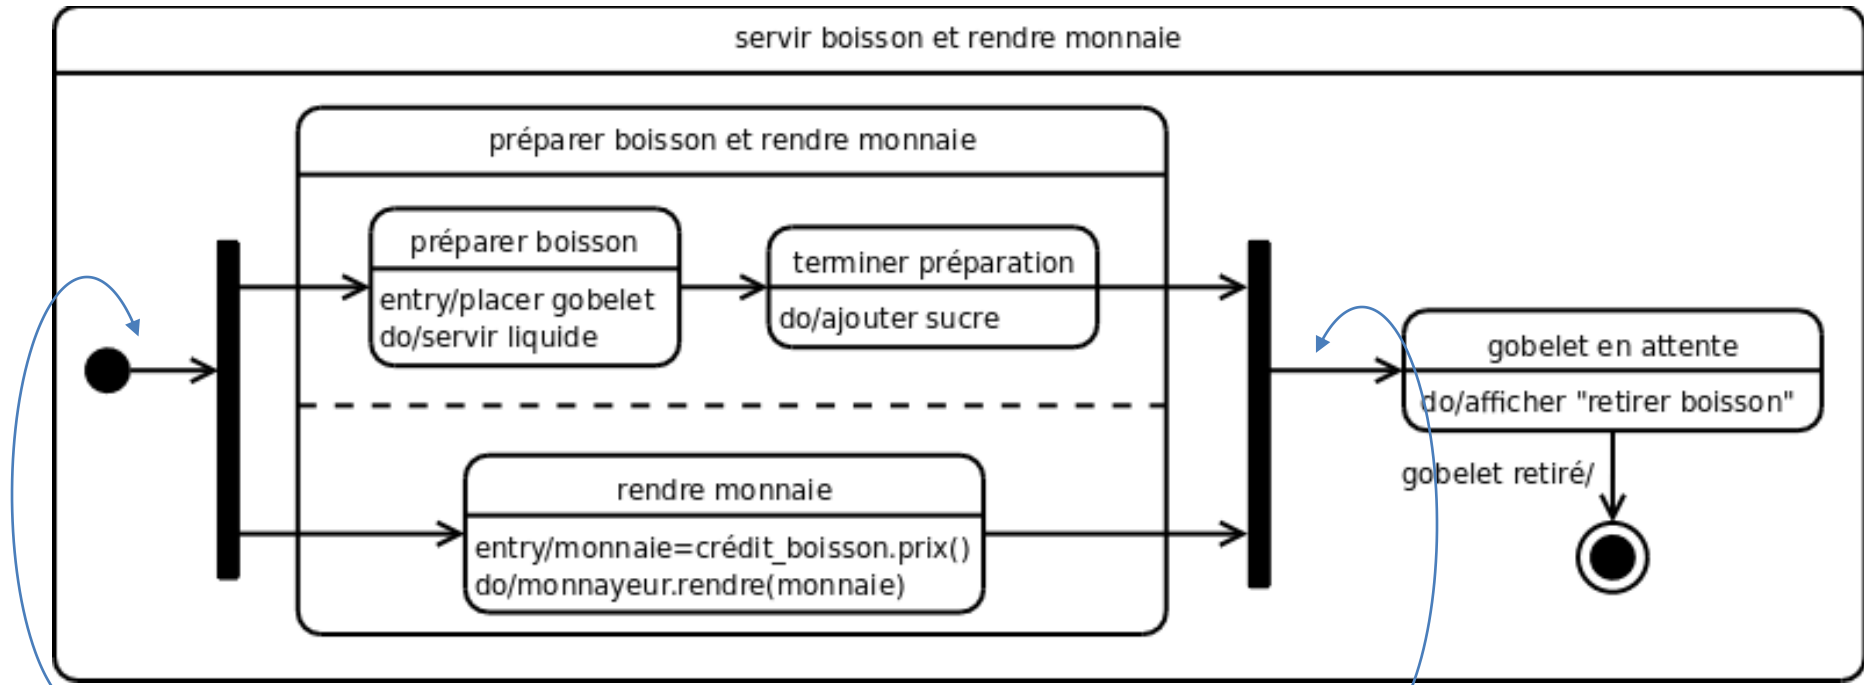 servir boisson et rendre monnaie
préparer boisson et rendre monnaie
préparer boisson
entry/placer gobelet
do/servir liquide
terminer préparation
do/ajouter sucre
rendre monnaie
entry/monnaie=crédit_boisson.prix()
do/monnayeur.rendre(monnaie)
gobelet en attente
do/afficher "retirer boisson"
gobelet retiré/